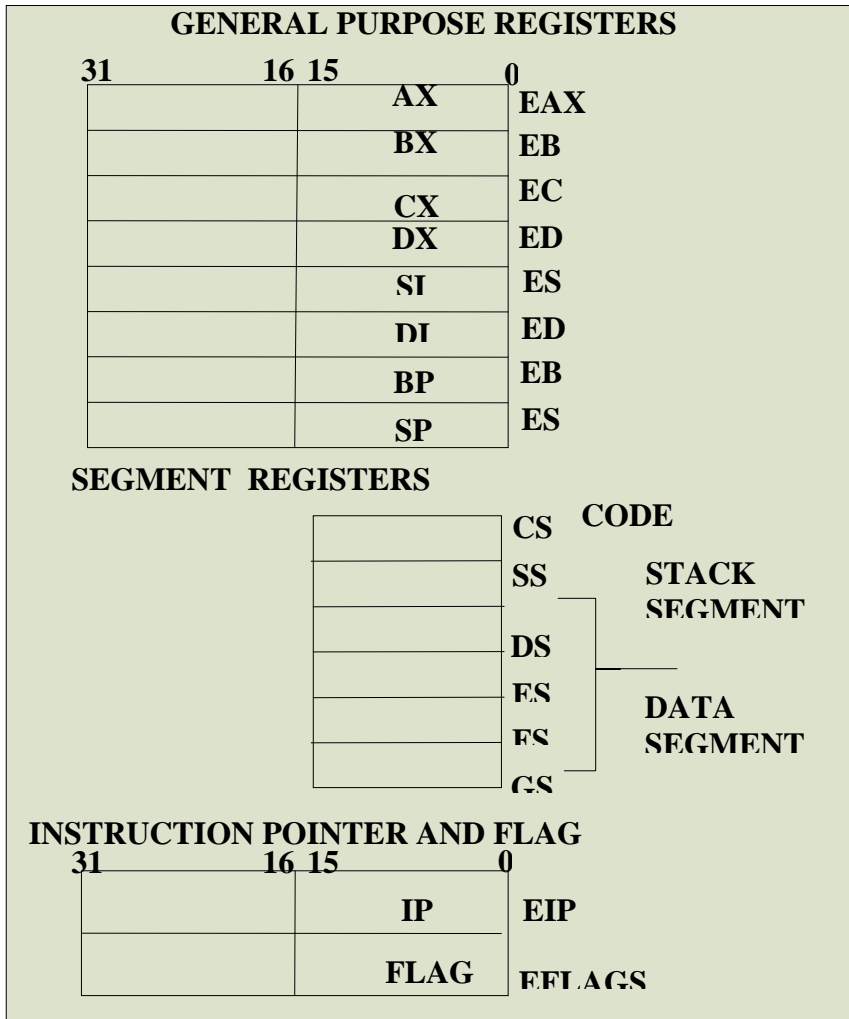 GENERAL PURPOSE REGISTERS
31 16 15 0
AX EAX
BX EB
CX EC
DX ED
SI ES
DI ED
BP EB
SP ES
SEGMENT REGISTERS
CS CODE
SS STACK SEGMENT
DS
ES
FS
GS
DATA SEGMENT
INSTRUCTION POINTER AND FLAG
31 16 15 0
IP EIP
FLAG EFLAGS